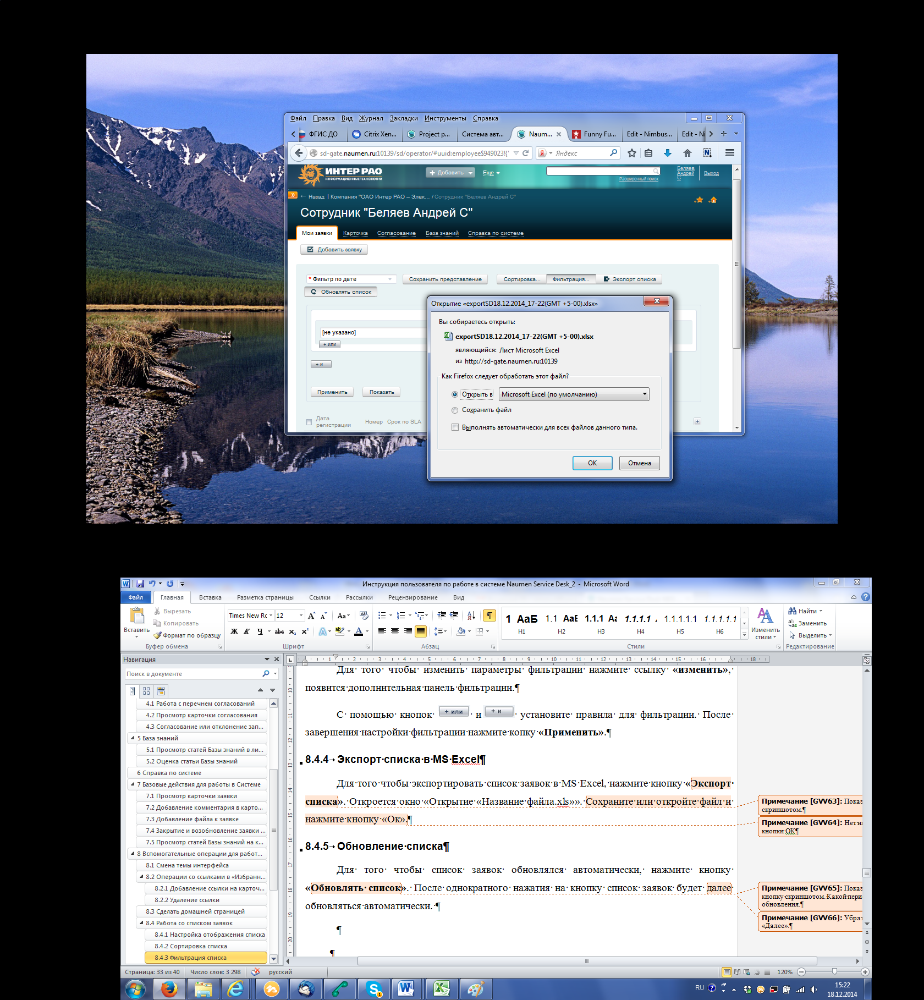 Файл Правка Вид Журнал Закладки Инструменты Справка
ФГИС ДО Citrix Xen... Project p... Система авт... Naum... Funny Fu... Edit - Nimbus... Edit - Ni
sd-gate.naumen.ru:10139/sd/operator/#uuid:employee$949023!{' Яндекс
ИНТЕР РАО
ИНФОРМАЦИОННЫЕ ТЕХНОЛОГИИ
Добавить Еще
Расширенный поиск
Беляев
Андрей
С
Выход
← Назад | Компания "ОАО Интер РАО – Элек... / Сотрудник "Беляев Андрей С"
Сотрудник "Беляев Андрей С"
Мои заявки Карточка Согласование База знаний Справка по системе
Добавить заявку
* Фильтр по дате Сохранить представление Сортировка... Фильтрация... Экспорт списка
Обновлять список
[не указано]
+ или
+ и
Применить Показать
Дата
регистрации Номер Срок по SLA
Открытие «exportSD18.12.2014_17-22(GMT +5-00).xlsx»
Вы собираетесь открыть:
exportSD18.12.2014_17-22(GMT +5-00).xlsx
являющийся: Лист Microsoft Excel
из http://sd-gate.naumen.ru:10139
Как Firefox следует обработать этот файл?
Открыть в Microsoft Excel (по умолчанию)
Сохранить файл
Выполнять автоматически для всех файлов данного типа.
OK Отмена
Инструкция пользователя по работе в системе Naumen Service Desk_2 - Microsoft Word
Файл Главная Вставка Разметка страницы Ссылки Рассылки Рецензирование Вид
Вставить
Вырезать
Копировать
Формат по образцу
Буфер обмена
Times New Rc 12
Ж К Ч abc x₂ x²
Шрифт
Абзац
1 АаБ 1.1 АаЕ 1.1.1 Аа 1.1.1.1 1.1.1.1.1 1.1.1.1.1.1
H1 H2 H3 H4 H5 H6
Стили
Изменить
стили
Найти
Заменить
Выделить
Редактирование
Навигация
Поиск в документе
4.1 Работа с перечнем согласований
4.2 Просмотр карточки согласования
4.3 Согласование или отклонение зап...
5 База знаний
5.1 Просмотр статей Базы знаний в ли...
5.2 Оценка статьи Базы знаний
6 Справка по системе
7 Базовые действия для работы в Системе
7.1 Просмотр карточки заявки
7.2 Добавление комментария в карто...
7.3 Добавление файла к заявке
7.4 Закрытие и возобновление заявки ...
7.5 Просмотр статей Базы знаний на к...
8 Вспомогательные операции для работ...
8.1 Смена темы интерфейса
8.2 Операции со ссылками в «Избранн...
8.2.1 Добавление ссылки на карточ...
8.2.2 Удаление ссылки
8.3 Сделать домашней страницей
8.4 Работа со списком заявок
8.4.1 Настройка отображения списка
8.4.2 Сортировка списка
8.4.3 Фильтрация списка
Для того чтобы изменить параметры фильтрации нажмите ссылку «изменить»,
появится дополнительная панель фильтрации.¶
С помощью кнопок + или и + и установите правила для фильтрации. После
завершения настройки фильтрации нажмите копку «Применить».¶
8.4.4→ Экспорт списка в MS Excel¶
Для того чтобы экспортировать список заявок в MS Excel, нажмите кнопку «Экспорт
списка». Откроется окно «Открытие «Название файла.xls»». Сохраните или откройте файл и
нажмите кнопку «Ок».¶
8.4.5→ Обновление списка¶
Для того чтобы список заявок обновлялся автоматически, нажмите кнопку
«Обновлять список». После однократного нажатия на кнопку список заявок будет далее
обновляться автоматически. ¶
¶
¶
Примечание [GVV63]: Показ
скриншотом.¶
Примечание [GVV64]: Нет
кнопки ОК¶
Примечание [GVV65]: Показ
кнопку скриншотом. Какой пери
обновления.¶
Примечание [GVV66]: Убрат
«Далее».¶
Страница: 33 из 40 Число слов: 3 298 русский 120%
RU 15:22
18.12.2014